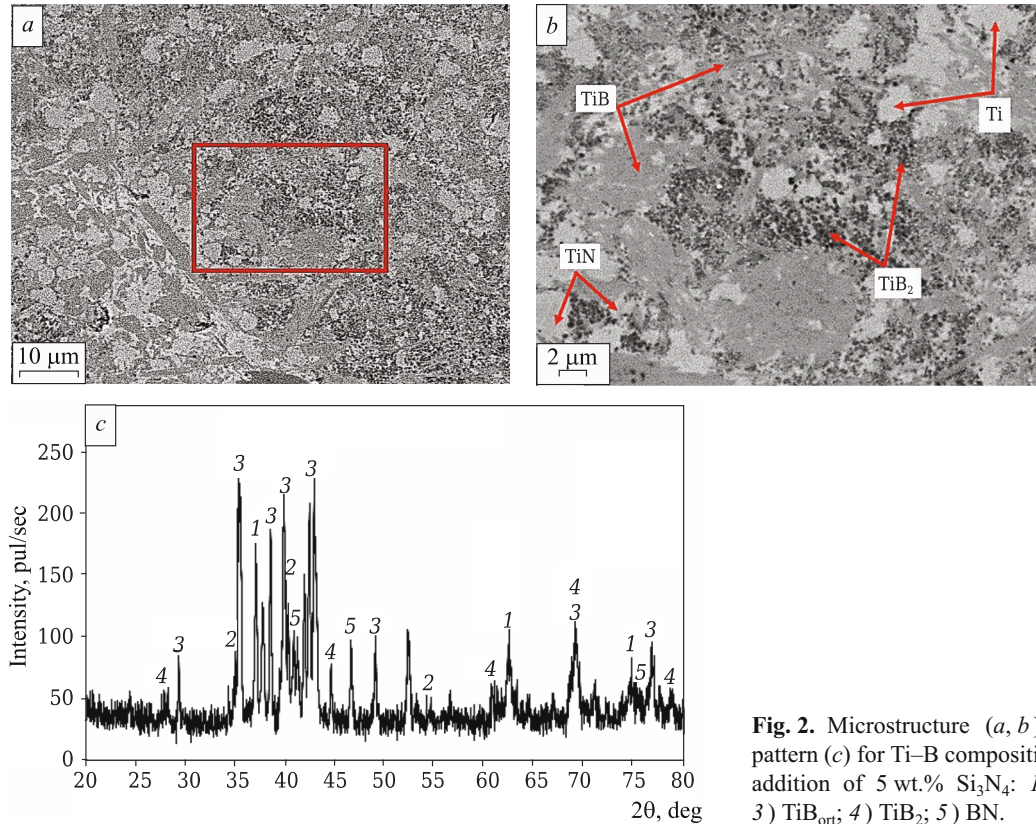 a
b
TiB
Ti
TiN
TiB₂
10 µm
2 µm
c
Intensity, pul/sec
250
200
150
100
50
0
4
3
2
3
1
3
3
2
5
3
4
5
3
2
4
1
4
3
1
5
3
4
20 25 30 35 40 45 50 55 60 65 70 75 80
2θ, deg
Fig. 2. Microstructure (a, b)
pattern (c) for Ti–B compositi
addition of 5 wt.% Si₃N₄: 1
3) TiBort; 4) TiB₂; 5) BN.